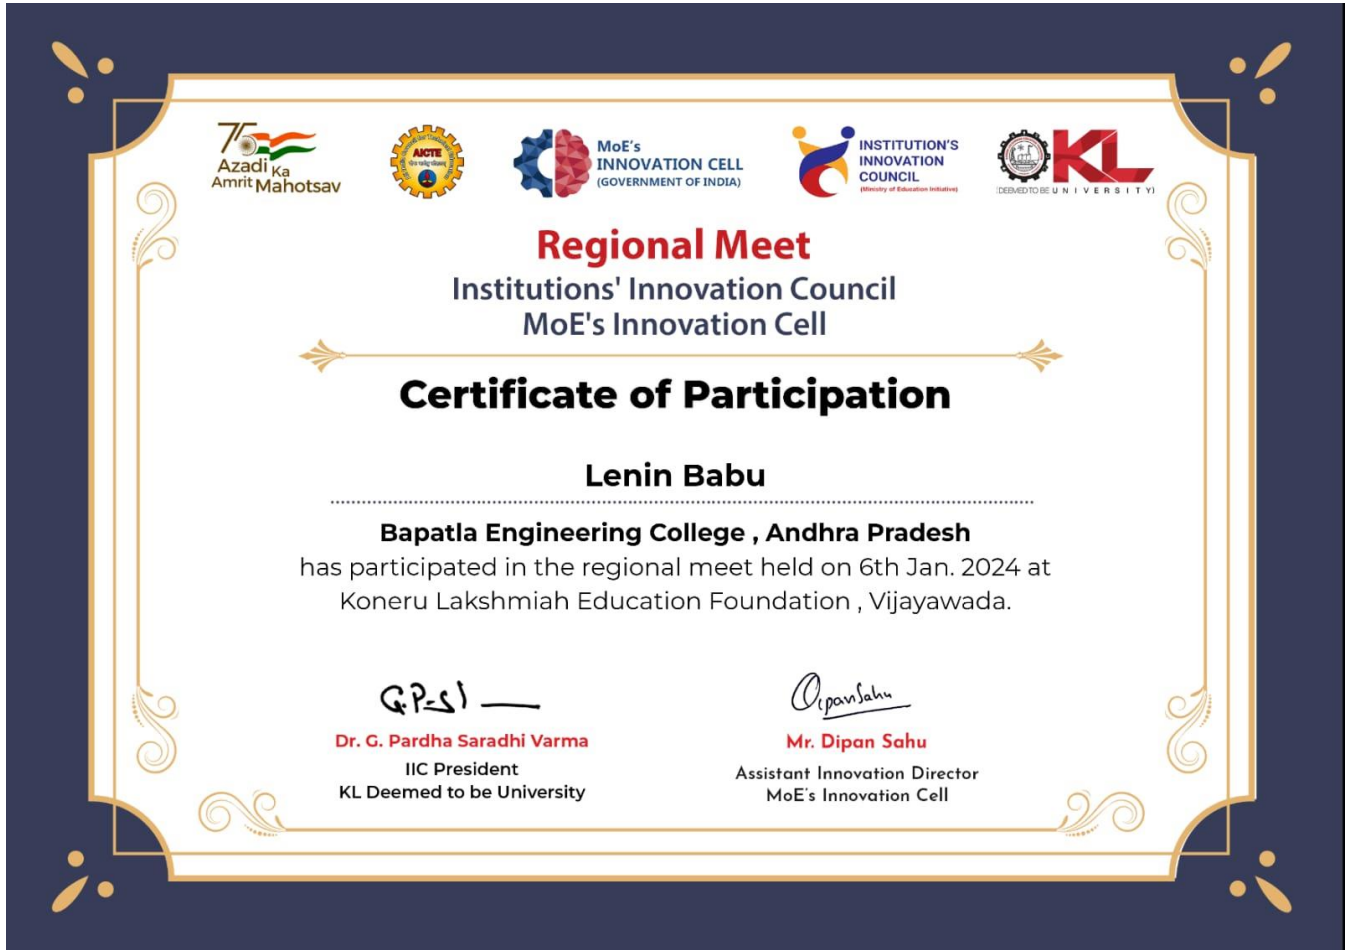 75
Azadi Ka
Amrit Mahotsav
AICTE
MoE's
INNOVATION CELL
(GOVERNMENT OF INDIA)
INSTITUTION'S
INNOVATION
COUNCIL
(Ministry of Education Initiative)
KL
(DEEMED TO BE UNIVERSITY)
Regional Meet
Institutions' Innovation Council
MoE's Innovation Cell
Certificate of Participation
Lenin Babu
Bapatla Engineering College , Andhra Pradesh
has participated in the regional meet held on 6th Jan. 2024 at
Koneru Lakshmiah Education Foundation , Vijayawada.
Dipan Sahu
Dr. G. Pardha Saradhi Varma
IIC President
KL Deemed to be University
Mr. Dipan Sahu
Assistant Innovation Director
MoE's Innovation Cell